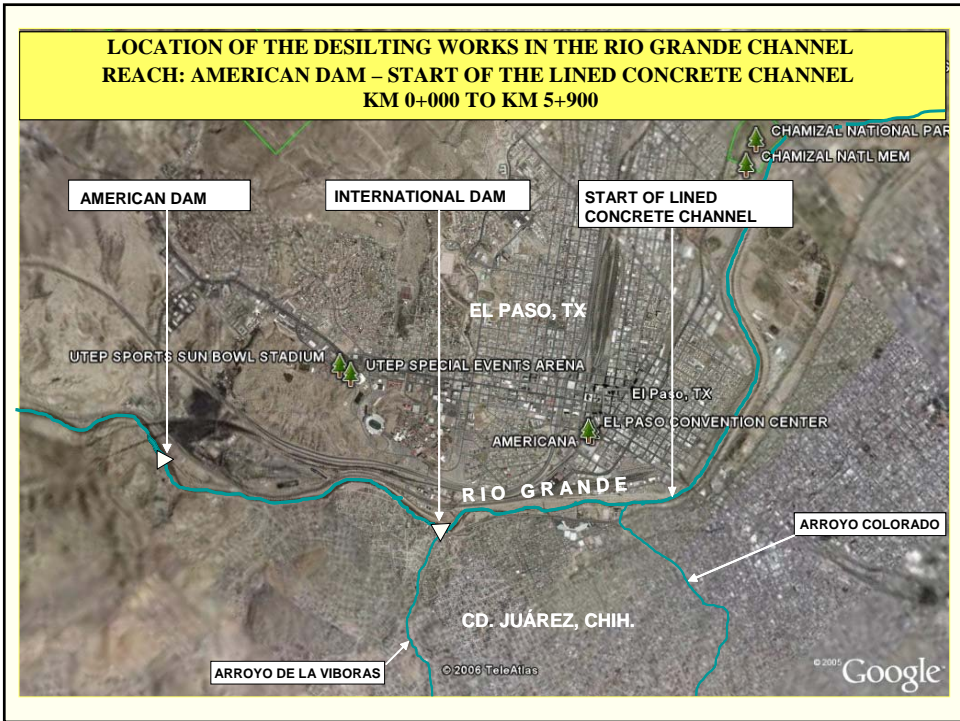 LOCATION OF THE DESILTING WORKS IN THE RIO GRANDE CHANNEL
REACH: AMERICAN DAM – START OF THE LINED CONCRETE CHANNEL
KM 0+000 TO KM 5+900
CHAMIZAL NATIONAL PAR
CHAMIZAL NATL MEM
AMERICAN DAM
INTERNATIONAL DAM
START OF LINED
CONCRETE CHANNEL
EL PASO, TX
UTEP SPORTS SUN BOWL STADIUM
UTEP SPECIAL EVENTS ARENA
El Paso, TX
EL PASO CONVENTION CENTER
AMERICANA
RIO GRANDE
ARROYO COLORADO
CD. JUÁREZ, CHIH.
ARROYO DE LA VIBORAS
© 2006 TeleAtlas
© 2005 Google